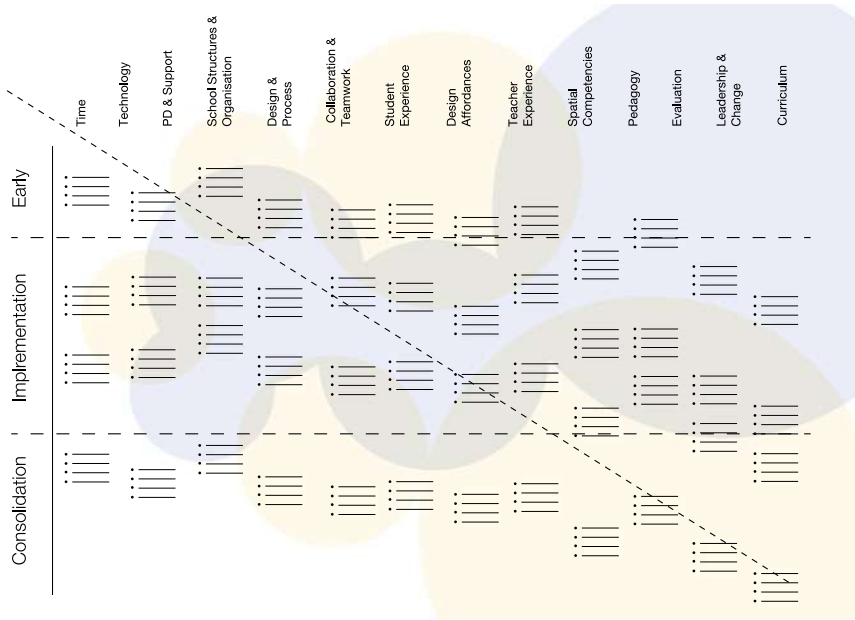 Time
Technology
PD & Support
School Structures &
Organisation
Design &
Process
Collaboration &
Teamwork
Student
Experience
Design
Affordances
Teacher
Experience
Spatial
Competencies
Pedagogy
Evaluation
Leadership &
Change
Curriculum
Early
Implrementation
Consolidation